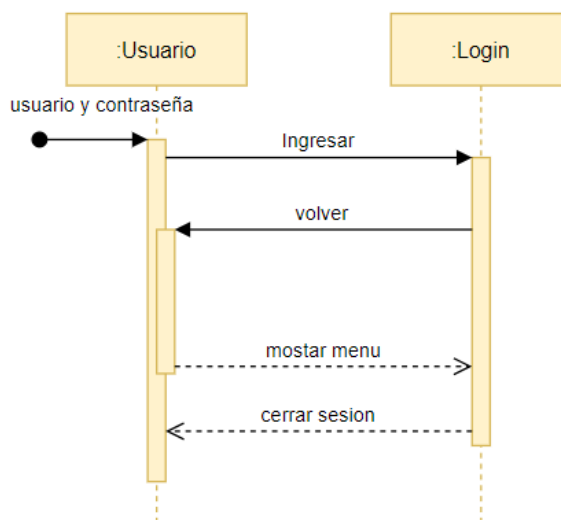 :Usuario
:Login
usuario y contraseña
Ingresar
volver
mostar menu
cerrar sesion